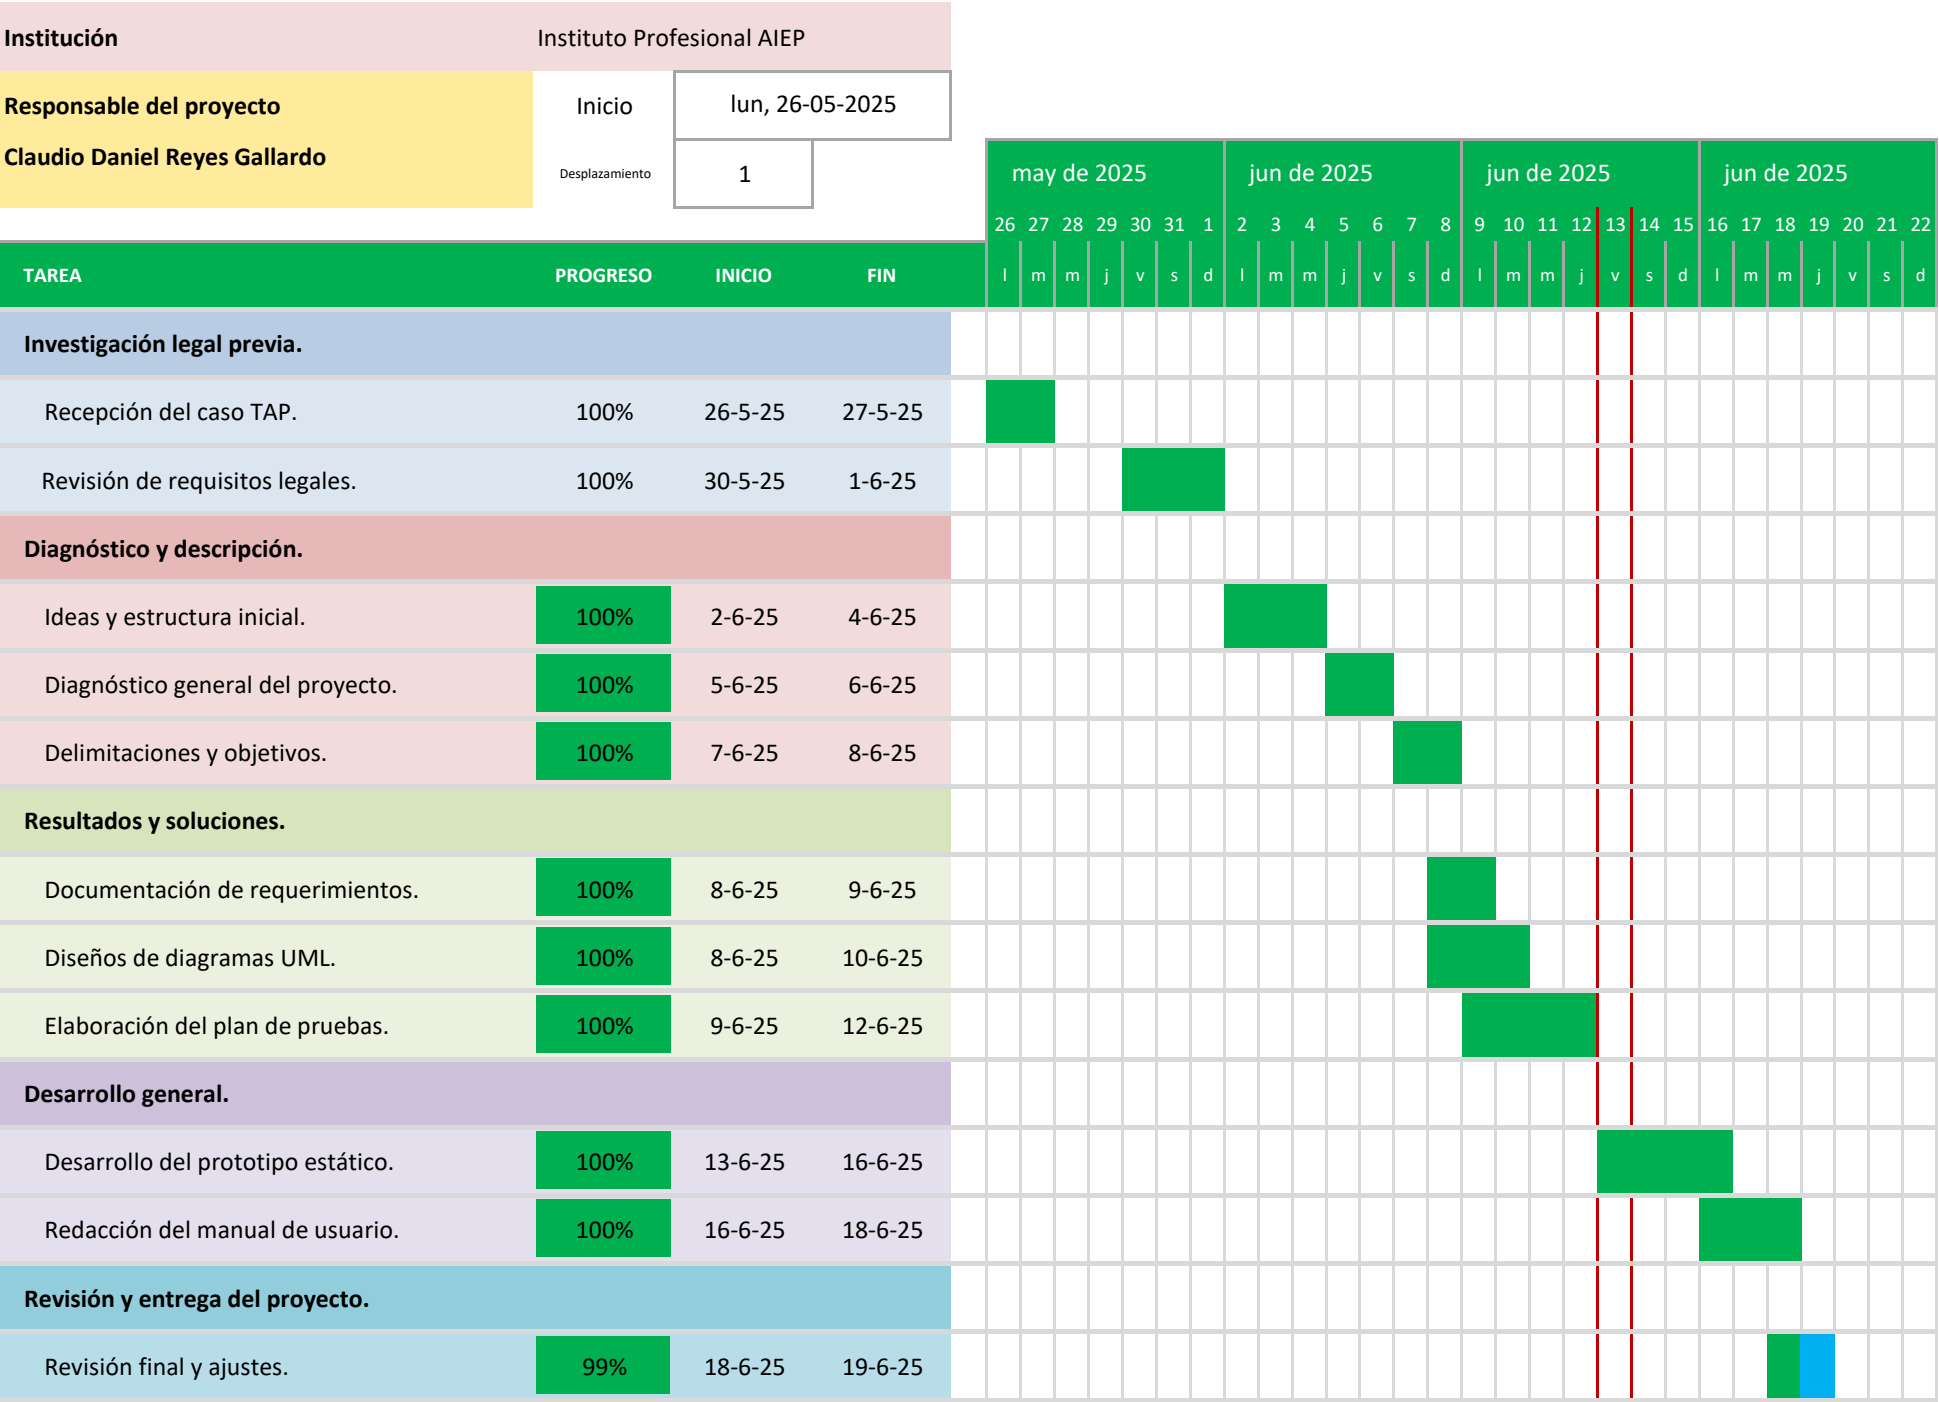 Institución Instituto Profesional AIEP
Responsable del proyecto Inicio lun, 26-05-2025
Claudio Daniel Reyes Gallardo Desplazamiento 1
may de 2025 jun de 2025 jun de 2025 jun de 2025
26 27 28 29 30 31 1 2 3 4 5 6 7 8 9 10 11 12 13 14 15 16 17 18 19 20 21 22
TAREA PROGRESO INICIO FIN l m m j v s d l m m j v s d l m m j v s d l m m j v s d
Investigación legal previa.
Recepción del caso TAP. 100% 26-5-25 27-5-25
Revisión de requisitos legales. 100% 30-5-25 1-6-25
Diagnóstico y descripción.
Ideas y estructura inicial. 100% 2-6-25 4-6-25
Diagnóstico general del proyecto. 100% 5-6-25 6-6-25
Delimitaciones y objetivos. 100% 7-6-25 8-6-25
Resultados y soluciones.
Documentación de requerimientos. 100% 8-6-25 9-6-25
Diseños de diagramas UML. 100% 8-6-25 10-6-25
Elaboración del plan de pruebas. 100% 9-6-25 12-6-25
Desarrollo general.
Desarrollo del prototipo estático. 100% 13-6-25 16-6-25
Redacción del manual de usuario. 100% 16-6-25 18-6-25
Revisión y entrega del proyecto.
Revisión final y ajustes. 99% 18-6-25 19-6-25